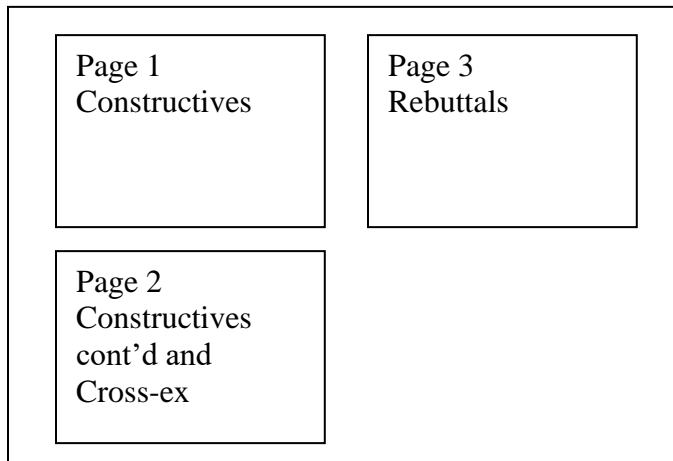 Page 1
Constructives
Page 3
Rebuttals
Page 2
Constructives
cont’d and
Cross-ex